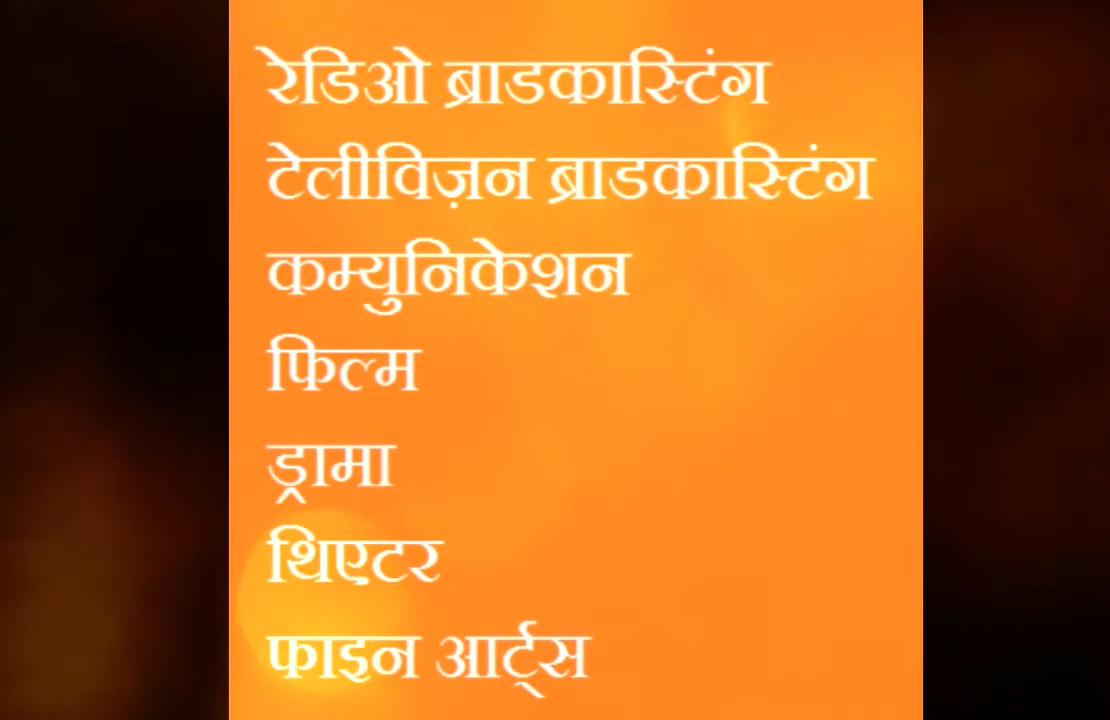 रेडिओ ब्राडकास्टिंग
टेलीविज़न ब्राडकास्टिंग
कम्युनिकेशन
फिल्म
ड्रामा
थिएटर
फाइन आर्ट्स